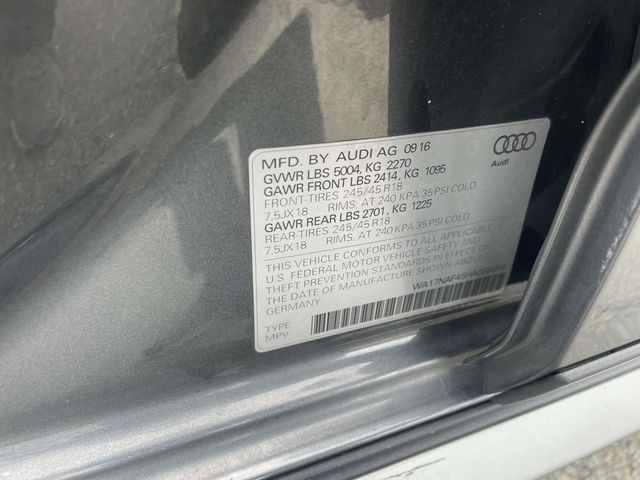 MFD. BY AUDI AG 09 16
GVWR LBS 5004, KG 2270
GAWR FRONT LBS 2414, KG 1095
FRONT-TIRES 245/45 R18
7,5JX18 RIMS, AT 240 KPA 35 PSI COLD
GAWR REAR LBS 2701, KG 1225
REAR-TIRES 245/45 R18
7,5JX18 RIMS, AT 240 KPA 35 PSI COLD
THIS VEHICLE CONFORMS TO ALL APPLICABLE
U.S. FEDERAL MOTOR VEHICLE SAFETY AND
THEFT PREVENTION STANDARDS IN EFFECT ON
THE DATE OF MANUFACTURE SHOWN ABOVE.
GERMANY
TYPE
MPV
Audi